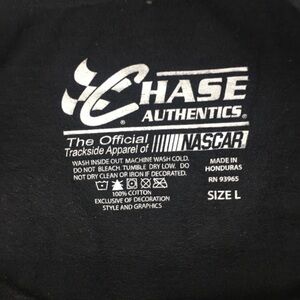 CHASE
AUTHENTICS®
The Official
Trackside Apparel of NASCAR
WASH INSIDE OUT MACHINE WASH COLD.
DO NOT BLEACH: TUMBLE DRY LOW. DO
NOT DRY CLEAN OR IRON IF DECORATED.
100% COTTON
EXCLUSIVE OF DECORATION
STYLE AND GRAPHICS
MADE IN
HONDURAS
RN 93965
SIZE L